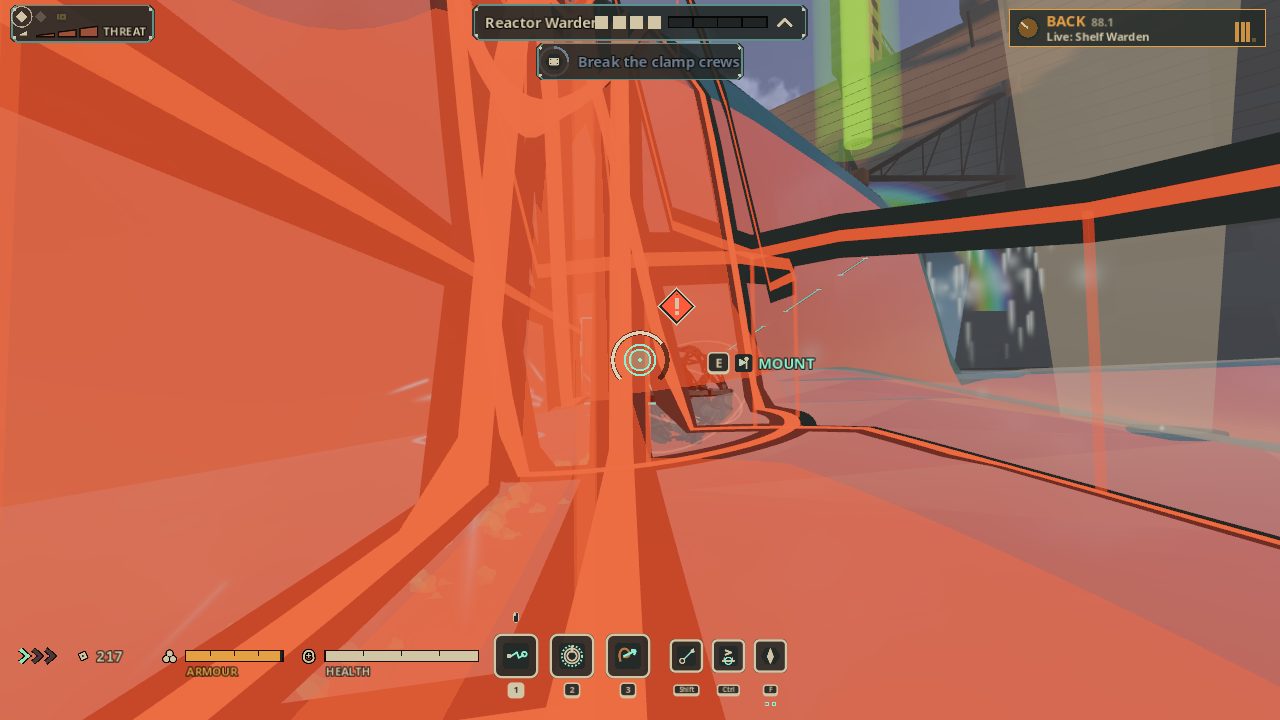 THREAT
Reactor Warden
Break the clamp crews
BACK 88.1
Live: Shelf Warden
!
E MOUNT
217
ARMOUR
HEALTH
1
2
3
Shift
Ctrl
F